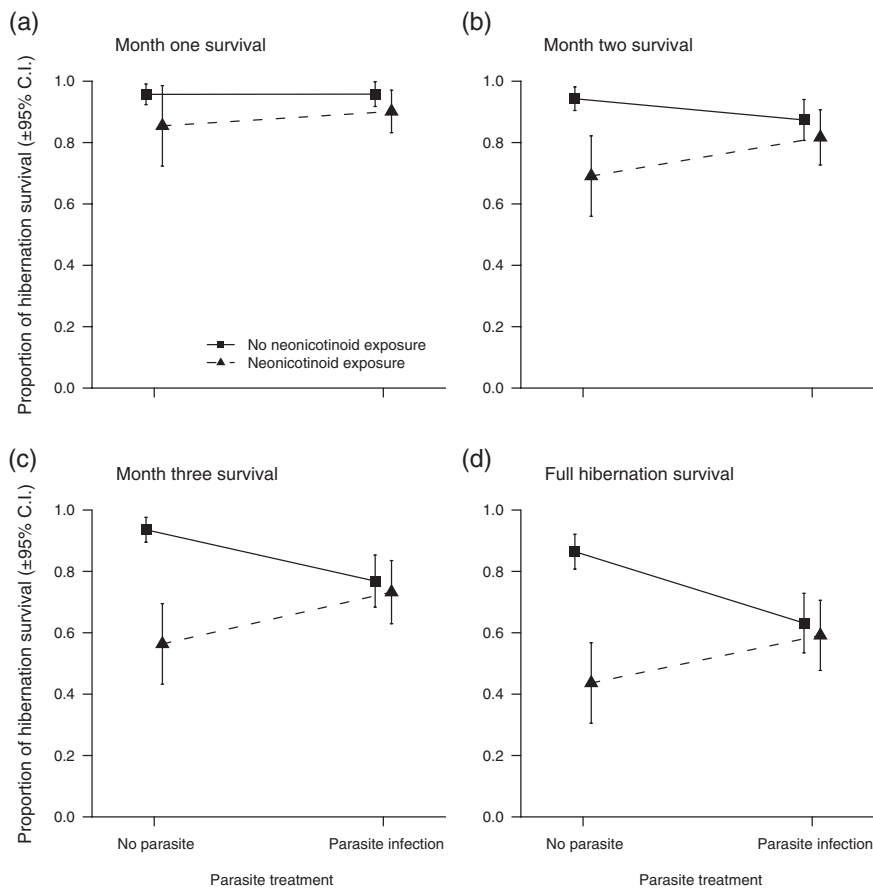 (a)
Month one survival
Proportion of hibernation survival (±95% C.I.)
1.0
0.8
0.6
0.4
0.2
0.0
No neonicotinoid exposure
Neonicotinoid exposure
(b)
Month two survival
1.0
0.8
0.6
0.4
0.2
0.0
(c)
Month three survival
Proportion of hibernation survival (±95% C.I.)
1.0
0.8
0.6
0.4
0.2
0.0
No parasite
Parasite infection
Parasite treatment
(d)
Full hibernation survival
1.0
0.8
0.6
0.4
0.2
0.0
No parasite
Parasite infection
Parasite treatment